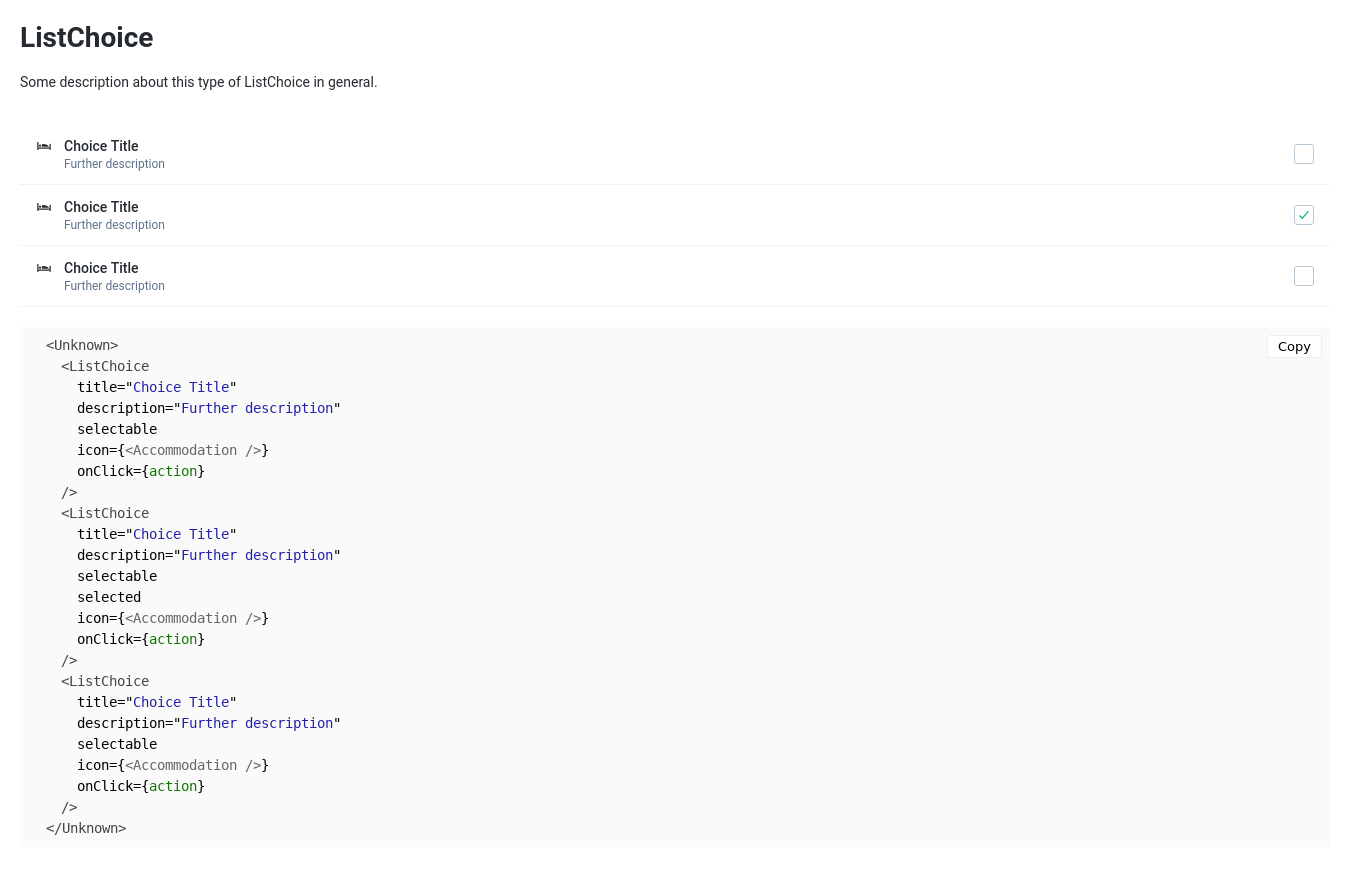 ListChoice
Some description about this type of ListChoice in general.
Choice Title
Further description
Choice Title
Further description
Choice Title
Further description
Copy
<Unknown>
  <ListChoice
    title="Choice Title"
    description="Further description"
    selectable
    icon={<Accommodation />}
    onClick={action}
  />
  <ListChoice
    title="Choice Title"
    description="Further description"
    selectable
    selected
    icon={<Accommodation />}
    onClick={action}
  />
  <ListChoice
    title="Choice Title"
    description="Further description"
    selectable
    icon={<Accommodation />}
    onClick={action}
  />
</Unknown>